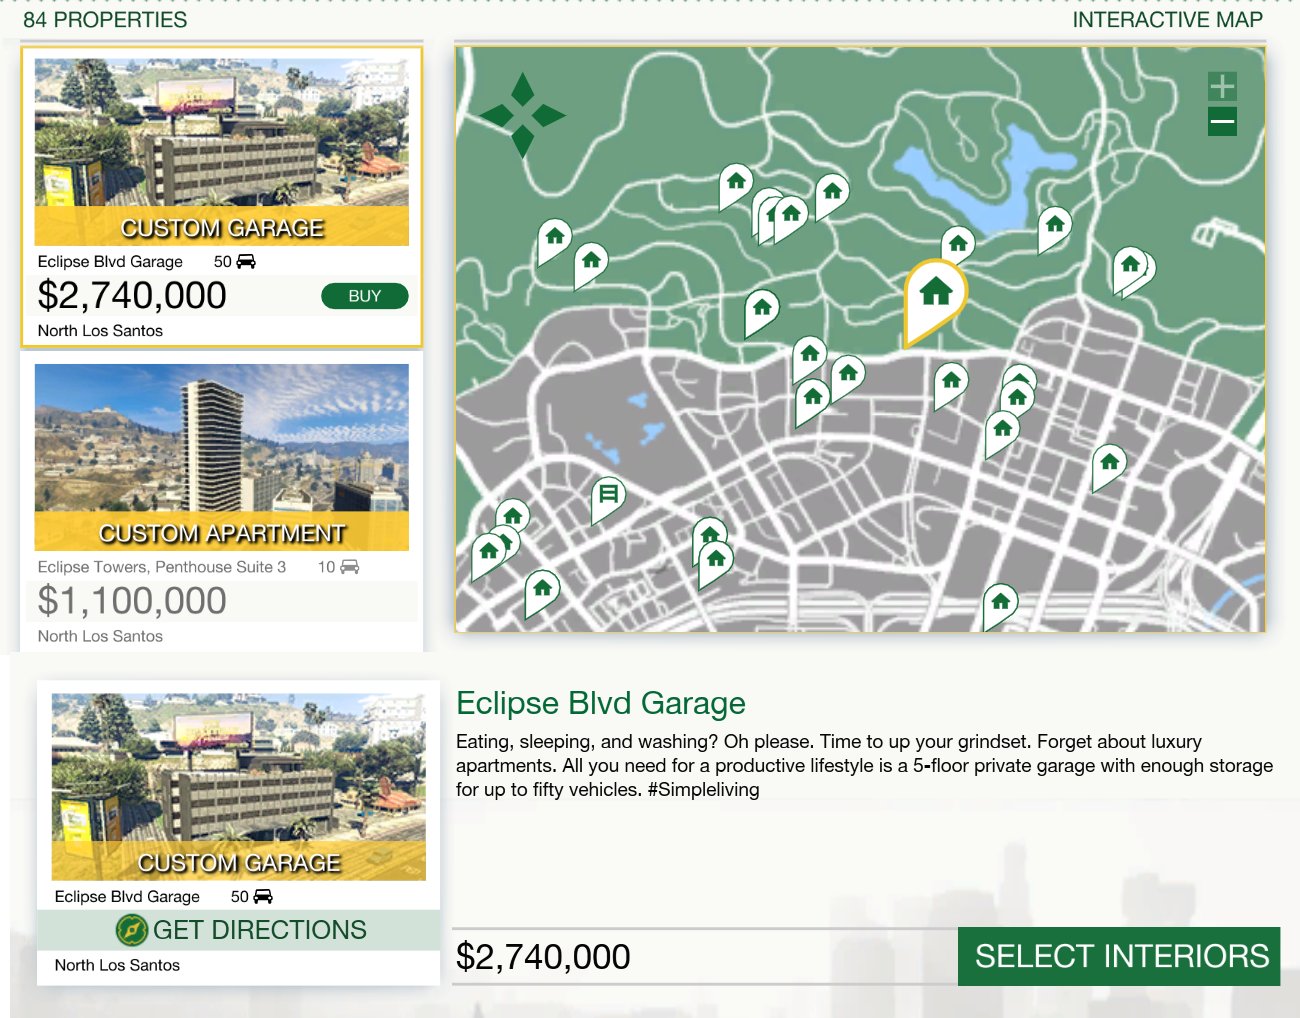 84 PROPERTIES
INTERACTIVE MAP
CUSTOM GARAGE
Eclipse Blvd Garage 50
$2,740,000
BUY
North Los Santos
CUSTOM APARTMENT
Eclipse Towers, Penthouse Suite 3 10
$1,100,000
North Los Santos
CUSTOM GARAGE
Eclipse Blvd Garage 50
GET DIRECTIONS
North Los Santos
Eclipse Blvd Garage
Eating, sleeping, and washing? Oh please. Time to up your grindset. Forget about luxury
apartments. All you need for a productive lifestyle is a 5-floor private garage with enough storage
for up to fifty vehicles. #Simpleliving
$2,740,000
SELECT INTERIORS